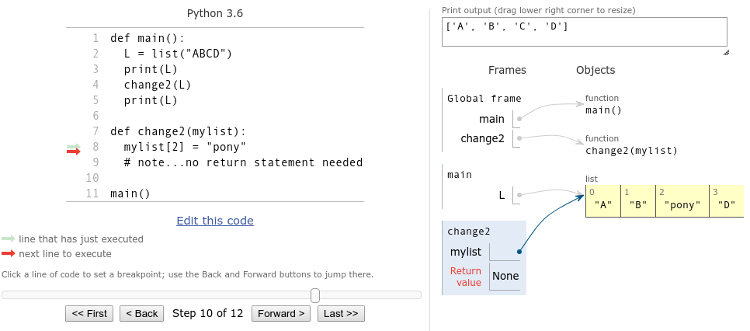 Python 3.6
1 def main():
2 L = list("ABCD")
3 print(L)
4 change2(L)
5 print(L)
6
7 def change2(mylist):
8 mylist[2] = "pony"
9 # note...no return statement needed
10
11 main()
Edit this code
line that has just executed
next line to execute
Click a line of code to set a breakpoint; use the Back and Forward buttons to jump there.
<< First < Back Step 10 of 12 Forward > Last >>
Print output (drag lower right corner to resize)
['A', 'B', 'C', 'D']
Frames Objects
Global frame
main
change2
function
main()
function
change2(mylist)
main
L
list
0 1 2 3
"A" "B" "pony" "D"
change2
mylist
Return
value None